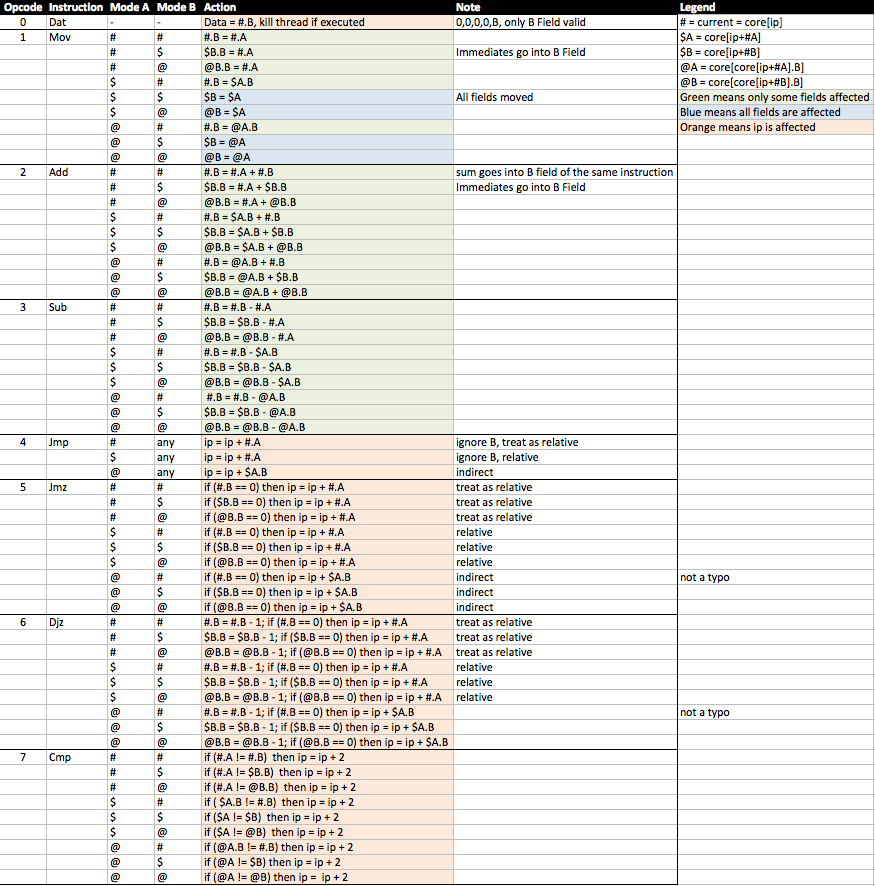 Opcode Instruction Mode A Mode B Action Note Legend
0 Dat - - Data = #.B, kill thread if executed 0,0,0,0,B, only B Field valid # = current = core[ip]
1 Mov # # #.B = #.A $A = core[ip+#A]
# $ $B.B = #.A Immediates go into B Field $B = core[ip+#B]
# @ @B.B = #.A @A = core[core[ip+#A].B]
$ # #.B = $A.B @B = core[core[ip+#B].B]
$ $ $B = $A All fields moved Green means only some fields affected
$ @ @B = $A Blue means all fields are affected
@ # #.B = @A.B Orange means ip is affected
@ $ $B = @A
@ @ @B = @A
2 Add # # #.B = #.A + #.B sum goes into B field of the same instruction
# $ $B.B = #.A + $B.B Immediates go into B Field
# @ @B.B = #.A + @B.B
$ # #.B = $A.B + #.B
$ $ $B.B = $A.B + $B.B
$ @ @B.B = $A.B + @B.B
@ # #.B = @A.B + #.B
@ $ $B.B = @A.B + $B.B
@ @ @B.B = @A.B + @B.B
3 Sub # # #.B = #.B - #.A
# $ $B.B = $B.B - #.A
# @ @B.B = @B.B - #.A
$ # #.B = #.B - $A.B
$ $ $B.B = $B.B - $A.B
$ @ @B.B = @B.B - $A.B
@ # #.B = #.B - @A.B
@ $ $B.B = $B.B - @A.B
@ @ @B.B = @B.B - @A.B
4 Jmp # any ip = ip + #.A ignore B, treat as relative
$ any ip = ip + #.A ignore B, relative
@ any ip = ip + $A.B indirect
5 Jmz # # if (#.B == 0) then ip = ip + #.A treat as relative
# $ if ($B.B == 0) then ip = ip + #.A treat as relative
# @ if (@B.B == 0) then ip = ip + #.A treat as relative
$ # if (#.B == 0) then ip = ip + #.A relative
$ $ if ($B.B == 0) then ip = ip + #.A relative
$ @ if (@B.B == 0) then ip = ip + #.A relative
@ # if (#.B == 0) then ip = ip + $A.B indirect not a typo
@ $ if ($B.B == 0) then ip = ip + $A.B indirect
@ @ if (@B.B == 0) then ip = ip + $A.B indirect
6 Djz # # #.B = #.B - 1; if (#.B == 0) then ip = ip + #.A treat as relative
# $ $B.B = $B.B - 1; if ($B.B == 0) then ip = ip + #.A treat as relative
# @ @B.B = @B.B - 1; if (@B.B == 0) then ip = ip + #.A treat as relative
$ # #.B = #.B - 1; if (#.B == 0) then ip = ip + #.A relative
$ $ $B.B = $B.B - 1; if ($B.B == 0) then ip = ip + #.A relative
$ @ @B.B = @B.B - 1; if (@B.B == 0) then ip = ip + #.A relative
@ # #.B = #.B - 1; if (#.B == 0) then ip = ip + $A.B not a typo
@ $ $B.B = $B.B - 1; if ($B.B == 0) then ip = ip + $A.B
@ @ @B.B = @B.B - 1; if (@B.B == 0) then ip = ip + $A.B
7 Cmp # # if (#.A != #.B) then ip = ip + 2
# $ if (#.A != $B.B) then ip = ip + 2
# @ if (#.A != @B.B) then ip = ip + 2
$ # if ( $A.B != #.B) then ip = ip + 2
$ $ if ($A != $B) then ip = ip + 2
$ @ if ($A != @B) then ip = ip + 2
@ # if (@A.B != #.B) then ip = ip + 2
@ $ if (@A != $B) then ip = ip + 2
@ @ if (@A != @B) then ip = ip + 2